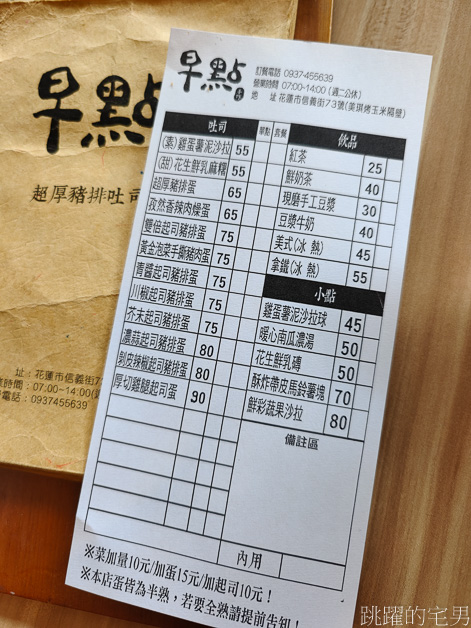 早點
超厚豬排吐司
址：花蓮市信義街7
業時間：07:00~14:00(週
電話：0937455639
早點
訂餐電話 0937-455639
營業時間 07:00-14:00 (週二公休)
地 址 花蓮市信義街73號(美琪烤玉米隔壁)
吐司 單點 套餐
(素)雞蛋薯泥沙拉 55
(甜)花生鮮乳麻糬 55
超厚豬排蛋 65
孜然香辣肉燥蛋 65
雙倍起司豬排蛋 75
黃金泡菜手撕豬肉蛋 75
青醬起司豬排蛋 75
川椒起司豬排蛋 75
芥末起司豬排蛋 75
濃蒜起司豬排蛋 80
剝皮辣椒起司豬排蛋 80
厚切雞腿起司蛋 90
飲品
紅茶 25
鮮奶茶 40
現磨手工豆漿 30
豆漿牛奶 40
美式(冰 熱) 45
拿鐵(冰 熱) 55
小點
雞蛋薯泥沙拉球 45
暖心南瓜濃湯 50
花生鮮乳磚 50
酥炸帶皮馬鈴薯塊 70
鮮彩蔬果沙拉 80
備註區
內用
※菜加量10元/加蛋15元/加起司10元！
※本店蛋皆為半熟，若要全熟請提前告知！
跳躍的宅男